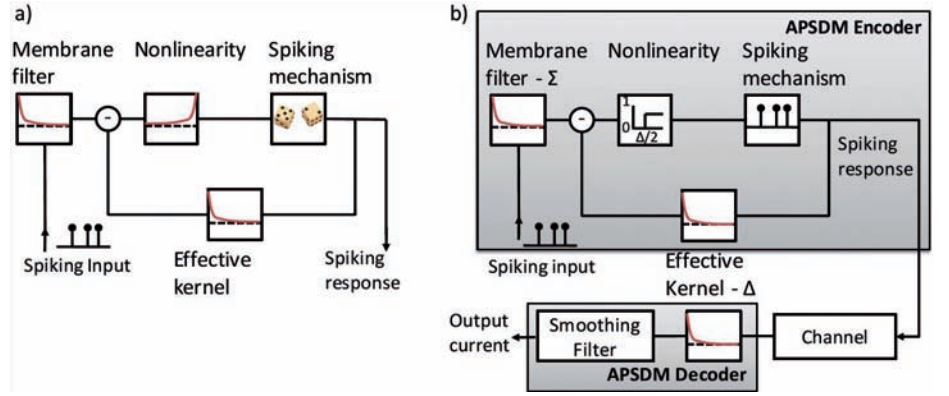 a)
Membrane
filter
Nonlinearity
Spiking
mechanism
Spiking Input
Effective
kernel
Spiking
response
b)
APSDM Encoder
Membrane
filter - Σ
Nonlinearity
Spiking
mechanism
1
0
Δ/2
Spiking
response
Spiking input
Effective
Kernel - Δ
Output
current
Smoothing
Filter
Channel
APSDM Decoder